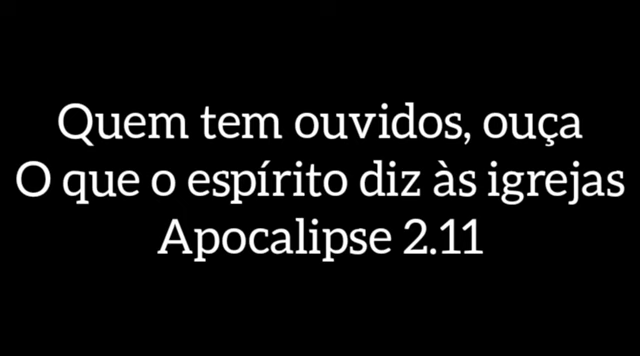 Quem tem ouvidos, ouça
O que o espírito diz às igrejas
Apocalipse 2.11